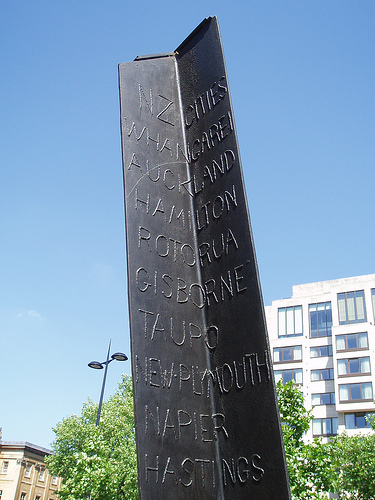 NZ CITIES
WHANGAREI
AUCKLAND
HAMILTON
ROTORUA
GISBORNE
TAUPO
NEW PLYMOUTH
NAPIER
HASTINGS